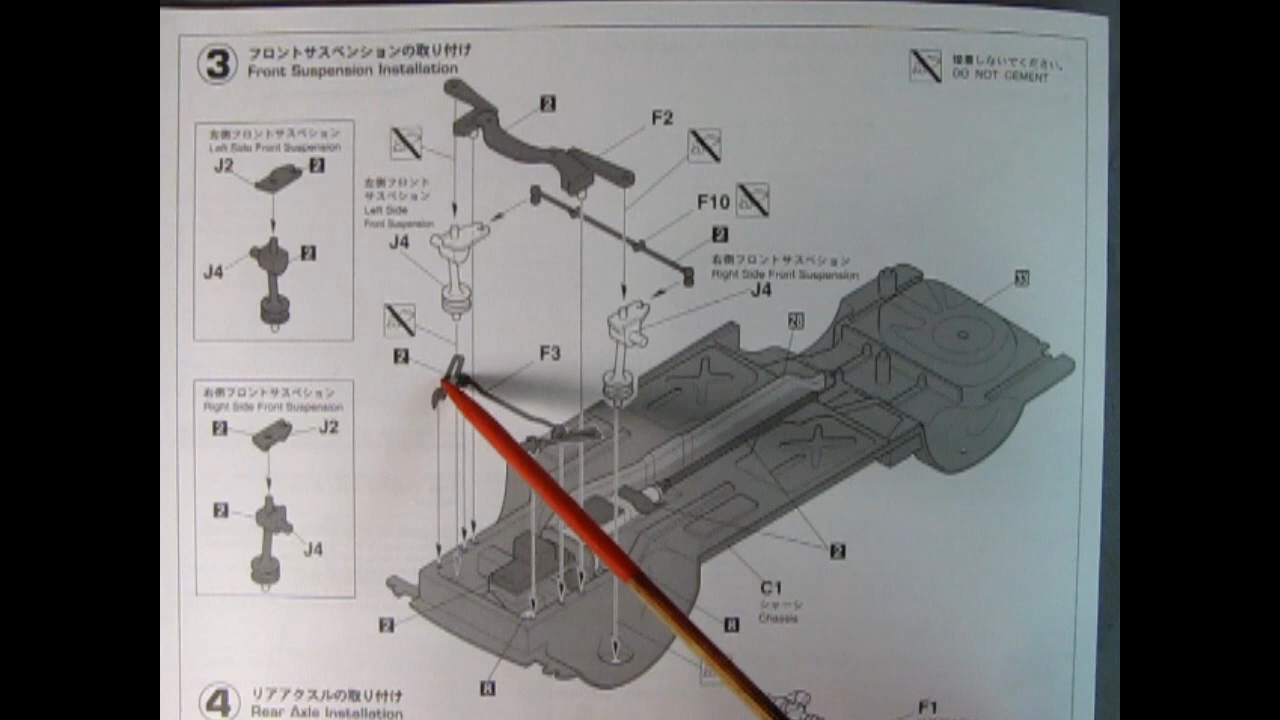 3
フロントサスペンションの取り付け
Front Suspension Installation
接着しないでください。
DO NOT CEMENT
2
F2
左側フロントサスペション
Left Side Front Suspension
J2
2
J4
2
左側フロント
サスペション
Left Side
Front Suspension
J4
F10
2
右側フロントサスペション
Right Side Front Suspension
J4
33
28
2
F3
右側フロントサスペション
Right Side Front Suspension
2
J2
2
J4
2
C1
シャーシ
Chassis
2
8
8
4
リアアクスルの取り付け
Rear Axle Installation
F1